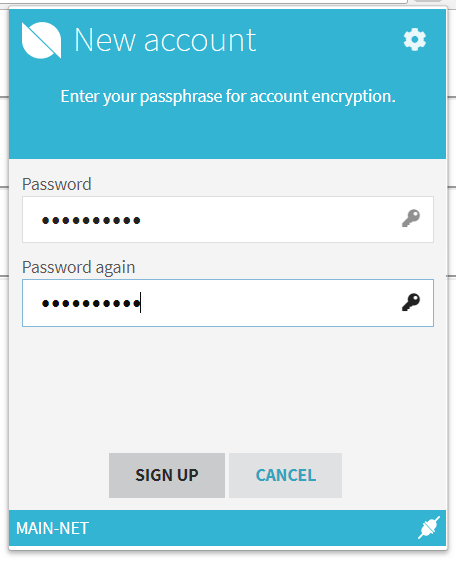 New account
Enter your passphrase for account encryption.
Password
••••••••••
Password again
••••••••••
SIGN UP
CANCEL
MAIN-NET